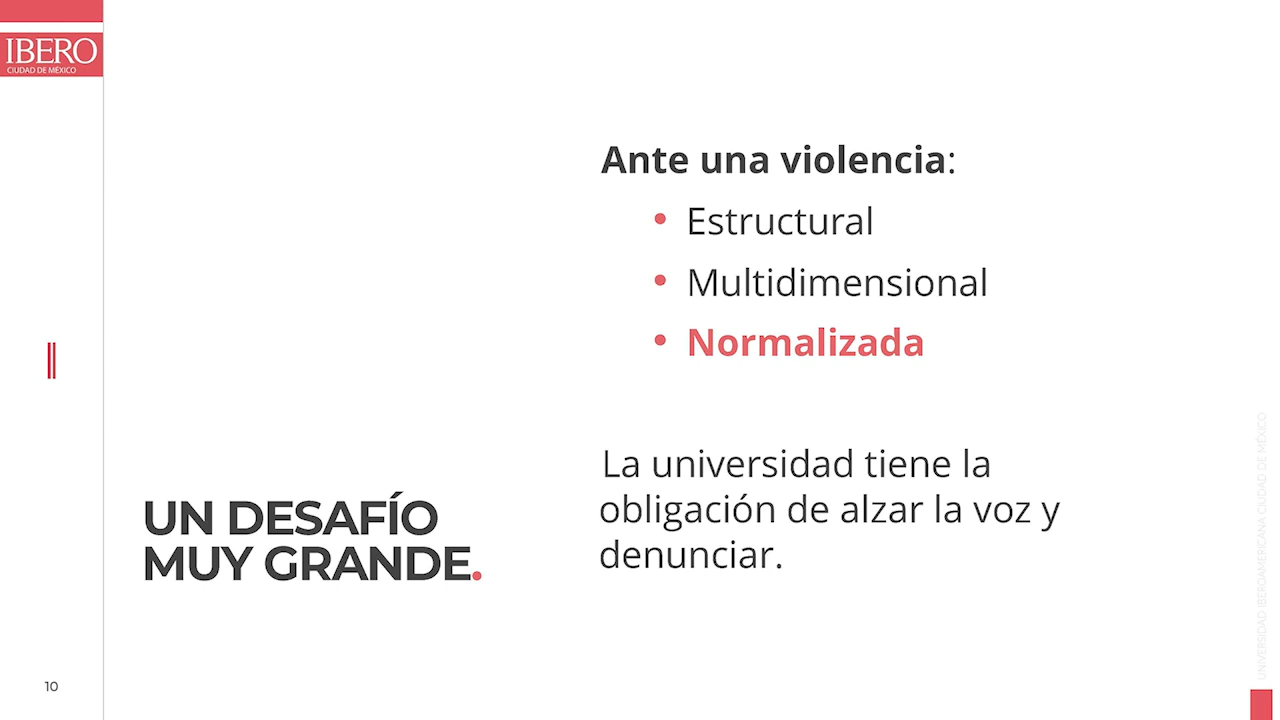 IBERO
CIUDAD DE MÉXICO
UN DESAFÍO
MUY GRANDE.
Ante una violencia:
• Estructural
• Multidimensional
• Normalizada
La universidad tiene la
obligación de alzar la voz y
denunciar.
UNIVERSIDAD IBEROAMERICANA CIUDAD DE MÉXICO
10